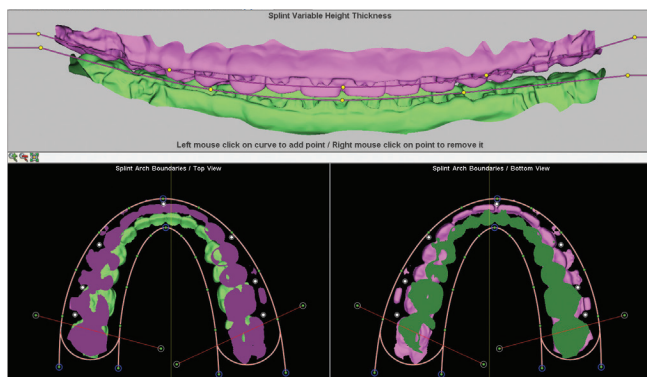 Splint Variable Height Thickness
Left mouse click on curve to add point / Right mouse click on point to remove it
Splint Arch Boundaries / Top View
Splint Arch Boundaries / Bottom View